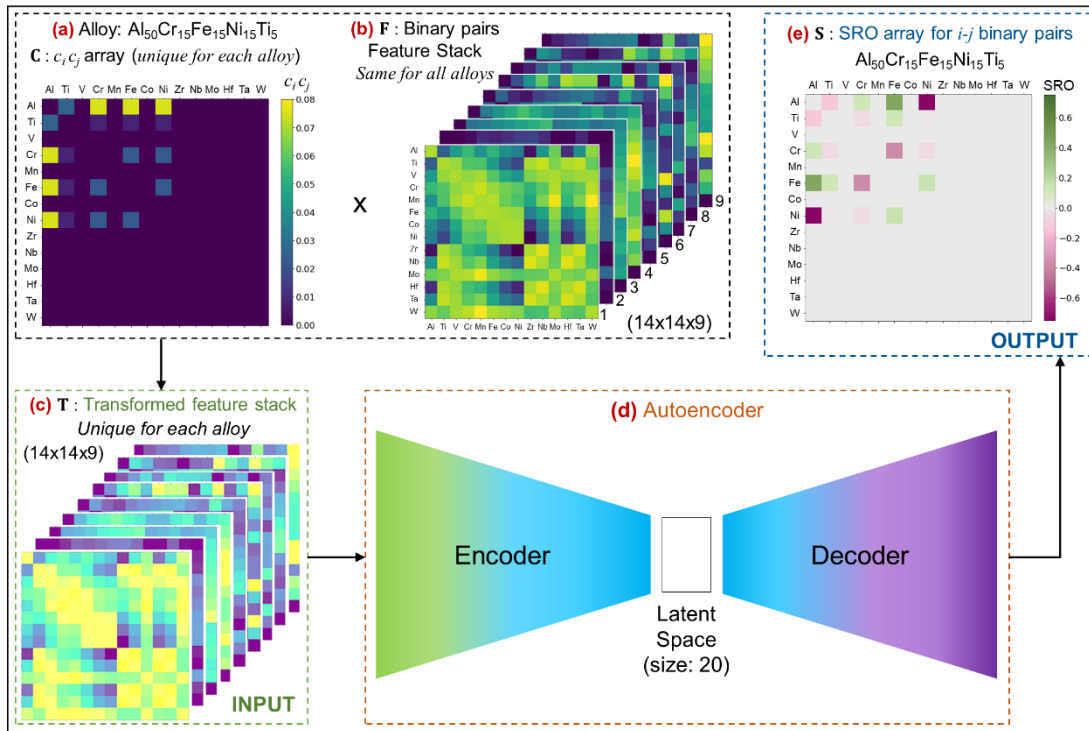 (a) Alloy: Al₅₀Cr₁₅Fe₁₅Ni₁₅Ti₅
C : cᵢcⱼ array (unique for each alloy)
cᵢcⱼ
Al Ti V Cr Mn Fe Co Ni Zr Nb Mo Hf Ta W
Al
Ti
V
Cr
Mn
Fe
Co
Ni
Zr
Nb
Mo
Hf
Ta
W
0.08
0.07
0.06
0.05
0.04
0.03
0.02
0.01
0.00
x
(b) F : Binary pairs
Feature Stack
Same for all alloys
Al
Ti
V
Cr
Mn
Fe
Co
Ni
Zr
Nb
Mo
Hf
Ta
W
Al Ti V Cr Mn Fe Co Ni Zr Nb Mo Hf Ta W
1
2
3
4
5
6
7
8
9
(14x14x9)
(e) S : SRO array for i-j binary pairs
Al₅₀Cr₁₅Fe₁₅Ni₁₅Ti₅
Al Ti V Cr Mn Fe Co Ni Zr Nb Mo Hf Ta W
SRO
Al
Ti
V
Cr
Mn
Fe
Co
Ni
Zr
Nb
Mo
Hf
Ta
W
0.6
0.4
0.2
0.0
−0.2
−0.4
−0.6
OUTPUT
(c) T : Transformed feature stack
Unique for each alloy
(14x14x9)
INPUT
(d) Autoencoder
Encoder
Latent
Space
(size: 20)
Decoder